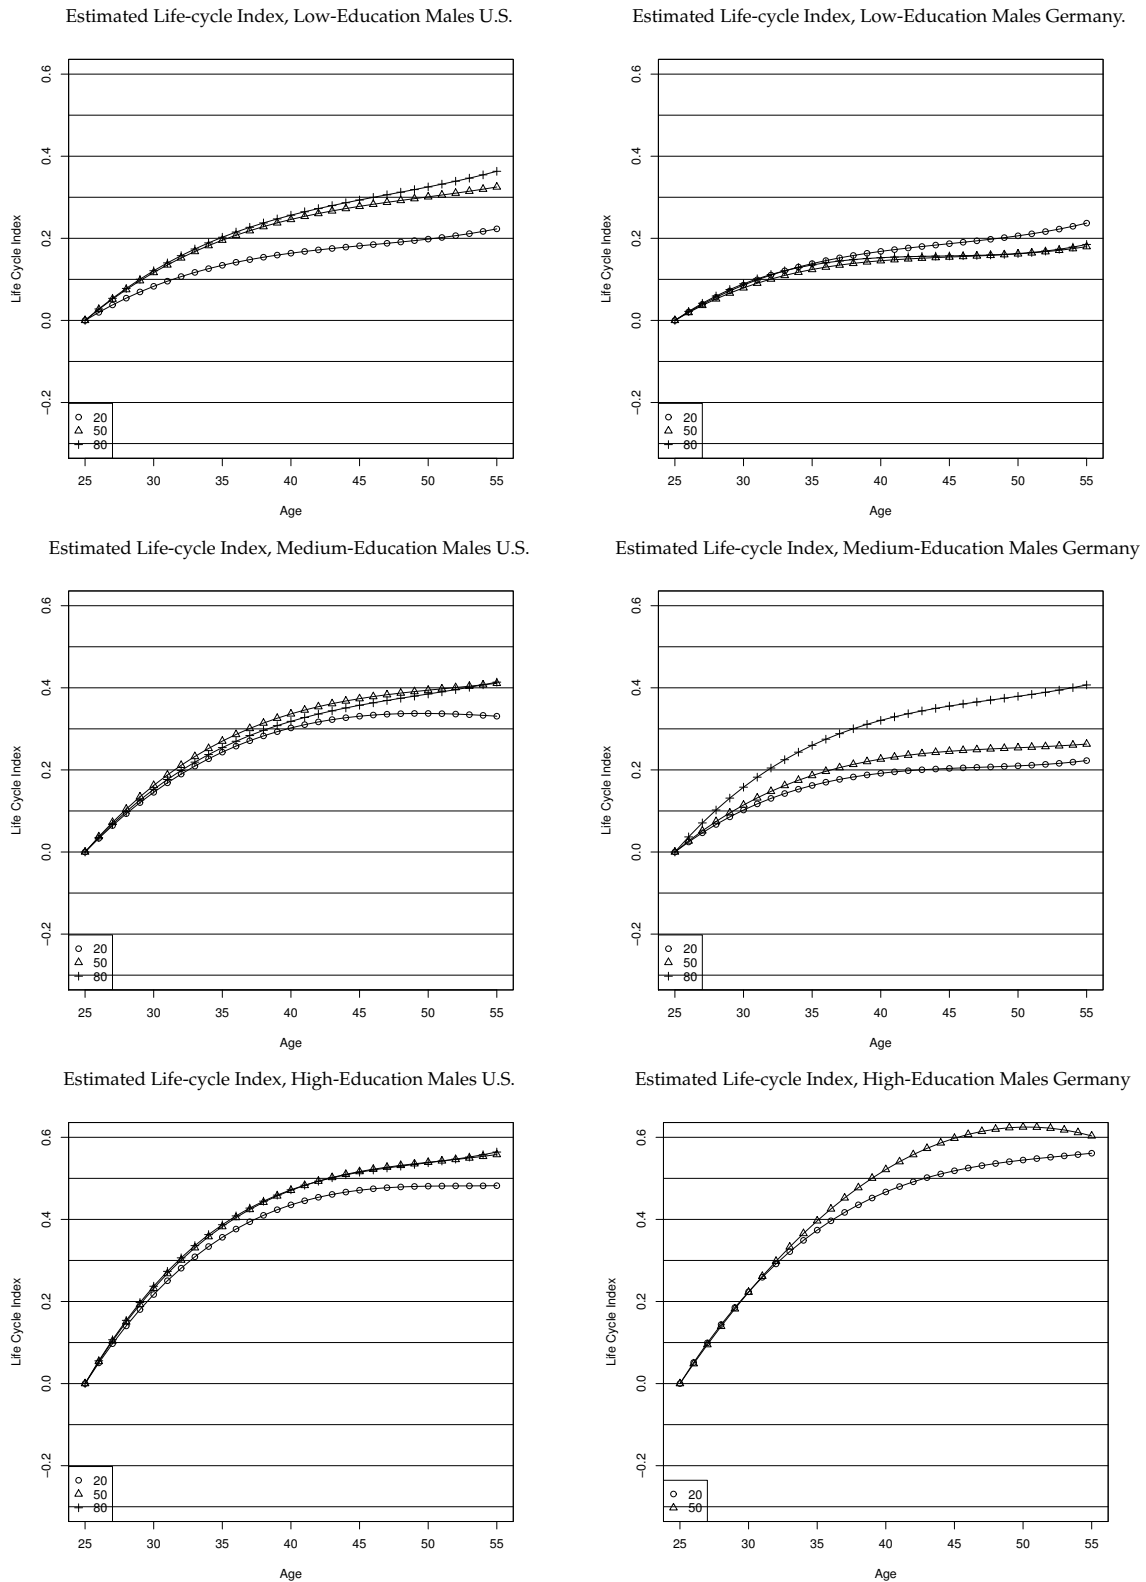 Estimated Life-cycle Index, Low-Education Males U.S.
0.6
0.4
0.2
0.0
−0.2
Life Cycle Index
20
50
80
25 30 35 40 45 50 55
Age
Estimated Life-cycle Index, Low-Education Males Germany.
0.6
0.4
0.2
0.0
−0.2
Life Cycle Index
20
50
80
25 30 35 40 45 50 55
Age
Estimated Life-cycle Index, Medium-Education Males U.S.
0.6
0.4
0.2
0.0
−0.2
Life Cycle Index
20
50
80
25 30 35 40 45 50 55
Age
Estimated Life-cycle Index, Medium-Education Males Germany
0.6
0.4
0.2
0.0
−0.2
Life Cycle Index
20
50
80
25 30 35 40 45 50 55
Age
Estimated Life-cycle Index, High-Education Males U.S.
0.6
0.4
0.2
0.0
−0.2
Life Cycle Index
20
50
80
25 30 35 40 45 50 55
Age
Estimated Life-cycle Index, High-Education Males Germany
0.6
0.4
0.2
0.0
−0.2
Life Cycle Index
20
50
25 30 35 40 45 50 55
Age